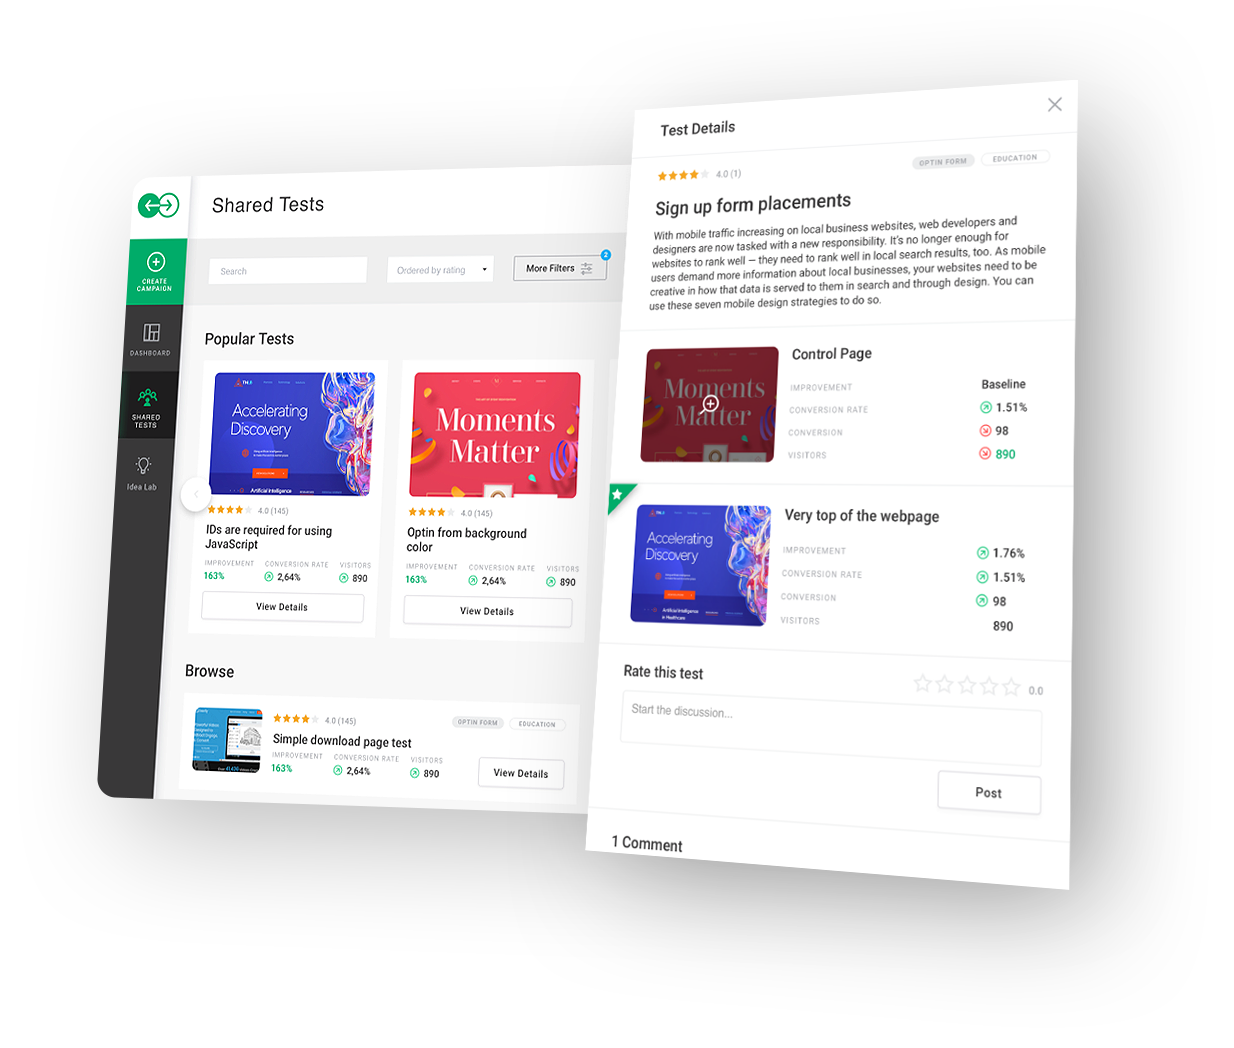 Shared Tests
CREATE
CAMPAIGN
DASHBOARD
SHARED
TESTS
Idea Lab
Search
Ordered by rating
More Filters
2
Popular Tests
Accelerating
Discovery
Artificial Intelligence
4.0 (145)
IDs are required for using
JavaScript
IMPROVEMENT CONVERSION RATE VISITORS
163% 2,64% 890
View Details
Moments
Matter
4.0 (145)
Optin from background
color
IMPROVEMENT CONVERSION RATE VISITORS
163% 2,64% 890
View Details
Browse
4.0 (145)
OPTIN FORM EDUCATION
Simple download page test
IMPROVEMENT CONVERSION RATE VISITORS
163% 2,64% 890
View Details
Test Details
4.0 (1)
OPTIN FORM EDUCATION
Sign up form placements
With mobile traffic increasing on local business websites, web developers and
designers are now tasked with a new responsibility. It's no longer enough for
websites to rank well — they need to rank well in local search results, too. As mobile
users demand more information about local businesses, your websites need to be
creative in how that data is served to them in search and through design. You can
use these seven mobile design strategies to do so.
Moments
Matter
Control Page
IMPROVEMENT Baseline
CONVERSION RATE 1.51%
CONVERSION 98
VISITORS 890
Accelerating
Discovery
Artificial Intelligence
in Healthcare
Very top of the webpage
IMPROVEMENT 1.76%
CONVERSION RATE 1.51%
CONVERSION 98
VISITORS 890
Rate this test
0.0
Start the discussion...
Post
1 Comment